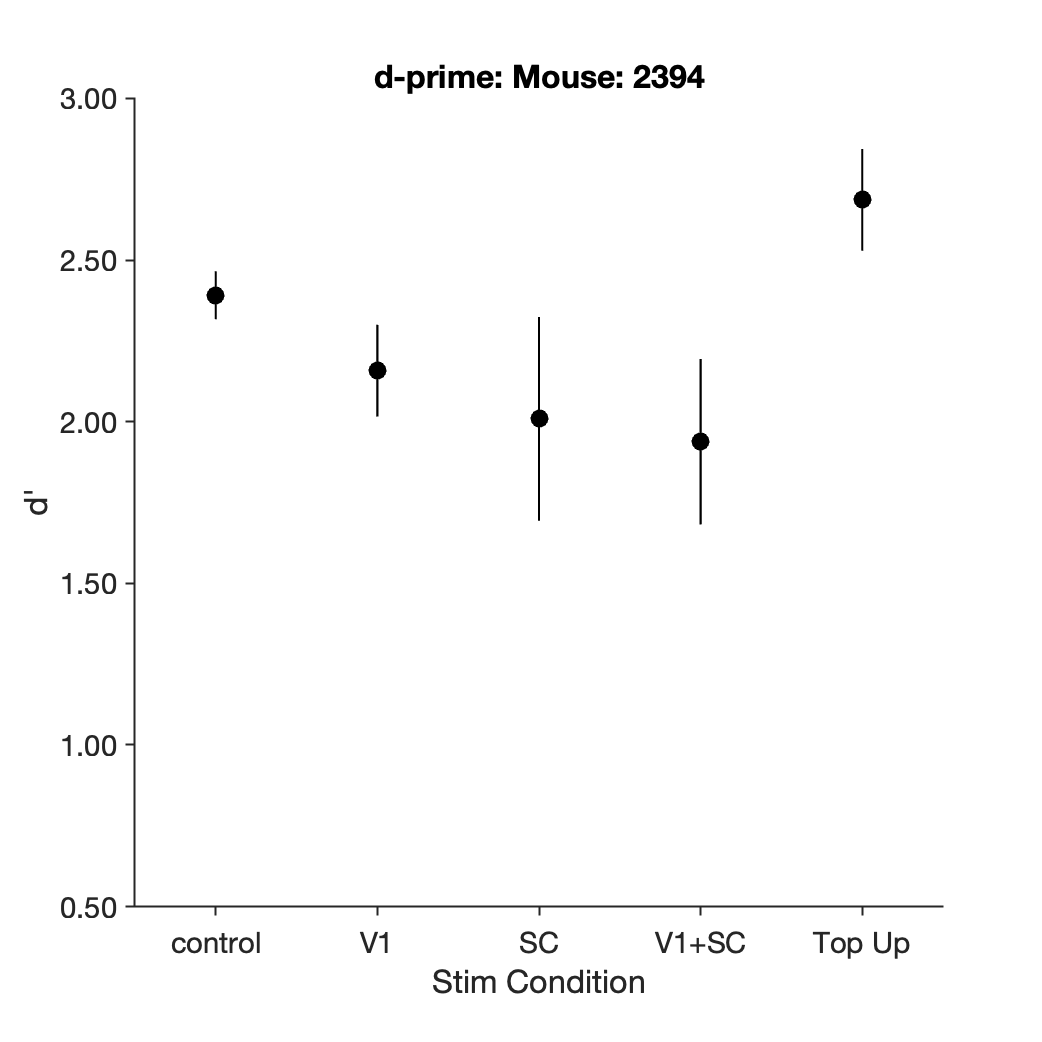 d-prime: Mouse: 2394
3.00
2.50
2.00
1.50
1.00
0.50
d'
control V1 SC V1+SC Top Up
Stim Condition